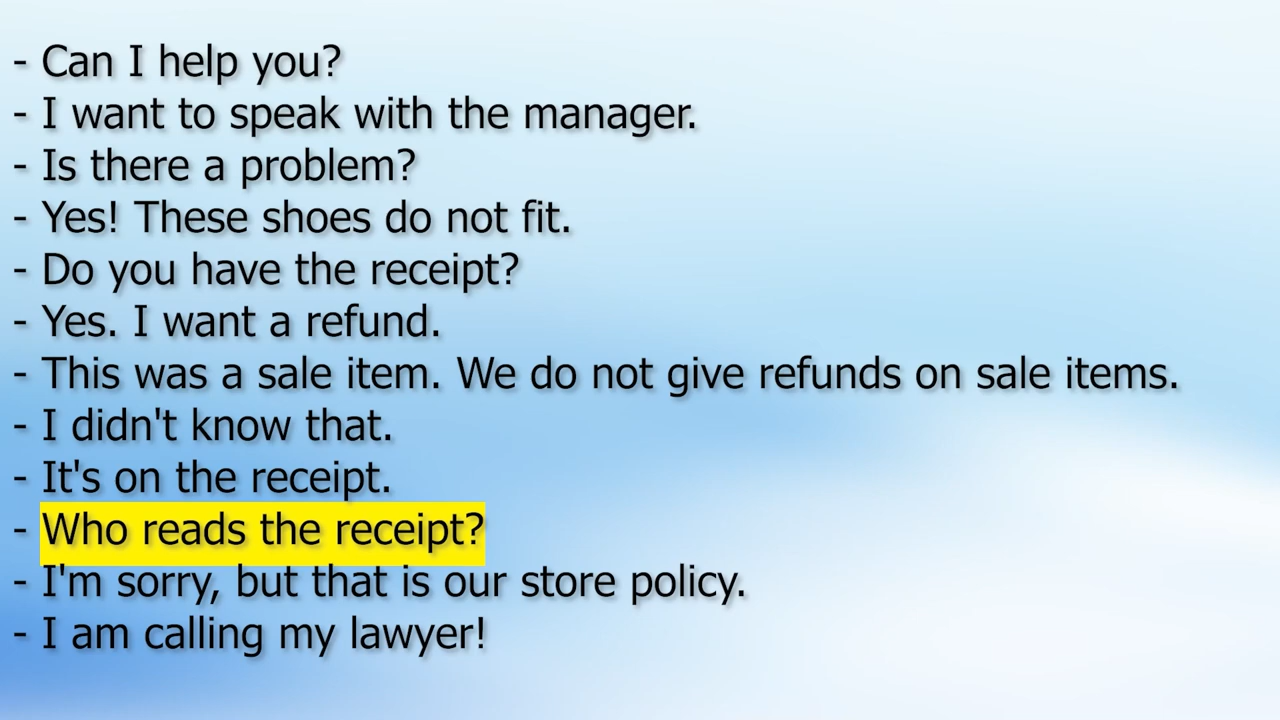 - Can I help you?
- I want to speak with the manager.
- Is there a problem?
- Yes! These shoes do not fit.
- Do you have the receipt?
- Yes. I want a refund.
- This was a sale item. We do not give refunds on sale items.
- I didn't know that.
- It's on the receipt.
- Who reads the receipt?
- I'm sorry, but that is our store policy.
- I am calling my lawyer!